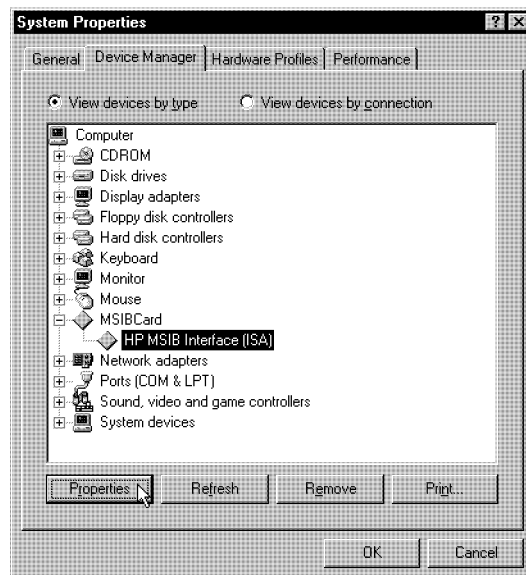 System Properties
General Device Manager Hardware Profiles Performance
View devices by type View devices by connection
Computer
CDROM
Disk drives
Display adapters
Floppy disk controllers
Hard disk controllers
Keyboard
Monitor
Mouse
MSIBCard
HP MSIB Interface (ISA)
Network adapters
Ports (COM & LPT)
Sound, video and game controllers
System devices
Properties Refresh Remove Print...
OK Cancel